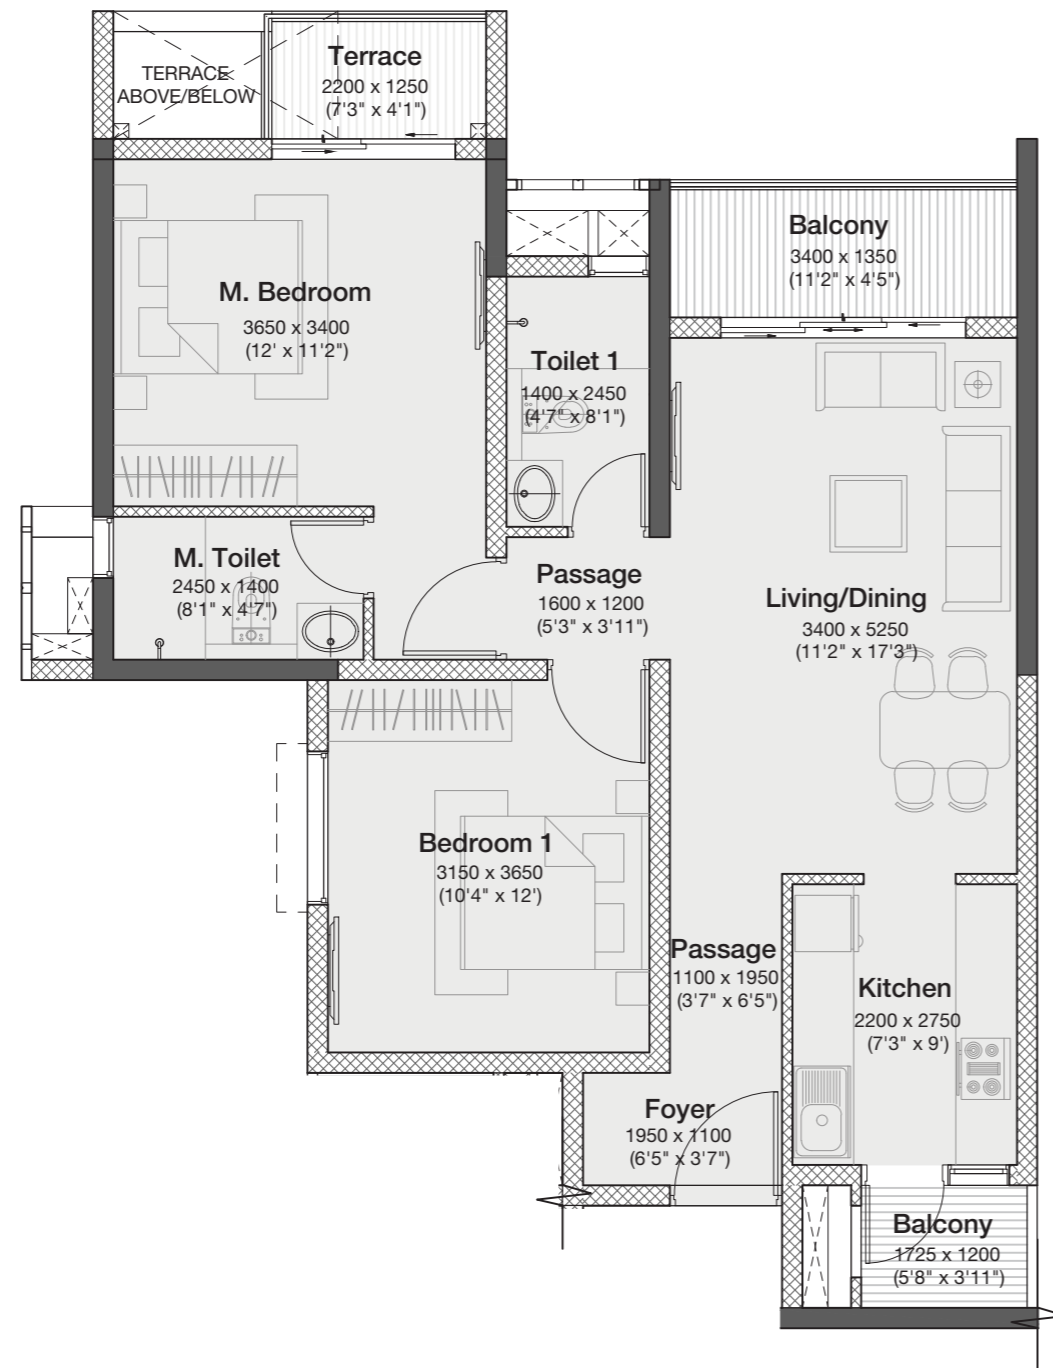 TERRACE
ABOVE/BELOW
Terrace
2200 x 1250
(7'3" x 4'1")
Balcony
3400 x 1350
(11'2" x 4'5")
M. Bedroom
3650 x 3400
(12' x 11'2")
Toilet 1
1400 x 2450
(4'7" x 8'1")
M. Toilet
2450 x 1400
(8'1" x 4'7")
Passage
1600 x 1200
(5'3" x 3'11")
Living/Dining
3400 x 5250
(11'2" x 17'3")
Bedroom 1
3150 x 3650
(10'4" x 12')
Passage
1100 x 1950
(3'7" x 6'5")
Kitchen
2200 x 2750
(7'3" x 9')
Foyer
1950 x 1100
(6'5" x 3'7")
Balcony
1725 x 1200
(5'8" x 3'11")